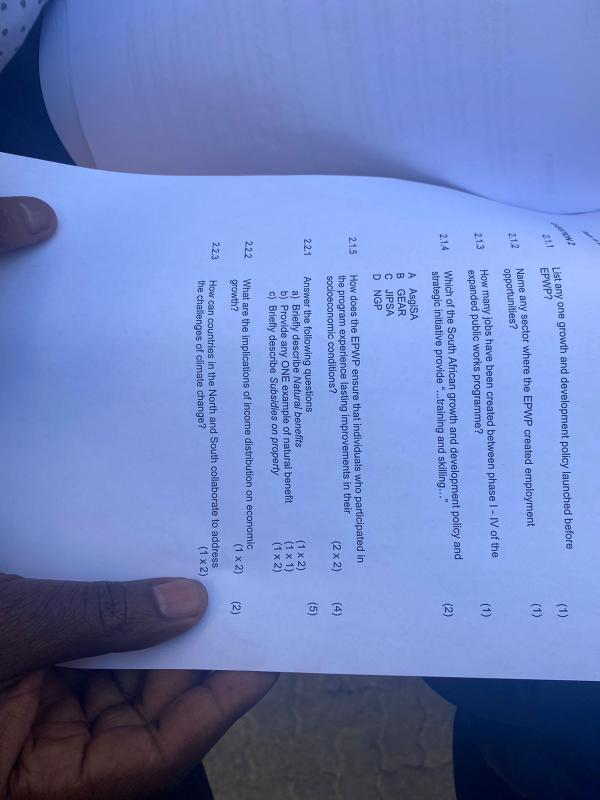 QUESTION 2
2.1.1 List any one growth and development policy launched before (1)
EPWP?
2.1.2 Name any sector where the EPWP created employment (1)
opportunities?
2.1.3 How many jobs have been created between phase I - IV of the (1)
expanded public works programme?
2.1.4 Which of the South African growth and development policy and (2)
strategic initiative provide “...training and skilling...”
A AsgiSA
B GEAR
C JIPSA
D NGP
2.1.5 How does the EPWP ensure that individuals who participated in
the program experience lasting improvements in their
socioeconomic conditions? (2 x 2) (4)
2.2.1 Answer the following questions (5)
a) Briefly describe Natural benefits (1 x 2)
b) Provide any ONE example of natural benefit (1 x 1)
c) Briefly describe Subsidies on property (1 x 2)
2.2.2 What are the implications of income distribution on economic
growth? (1 x 2) (2)
2.2.3 How can countries in the North and South collaborate to address
the challenges of climate change? (1 x 2)